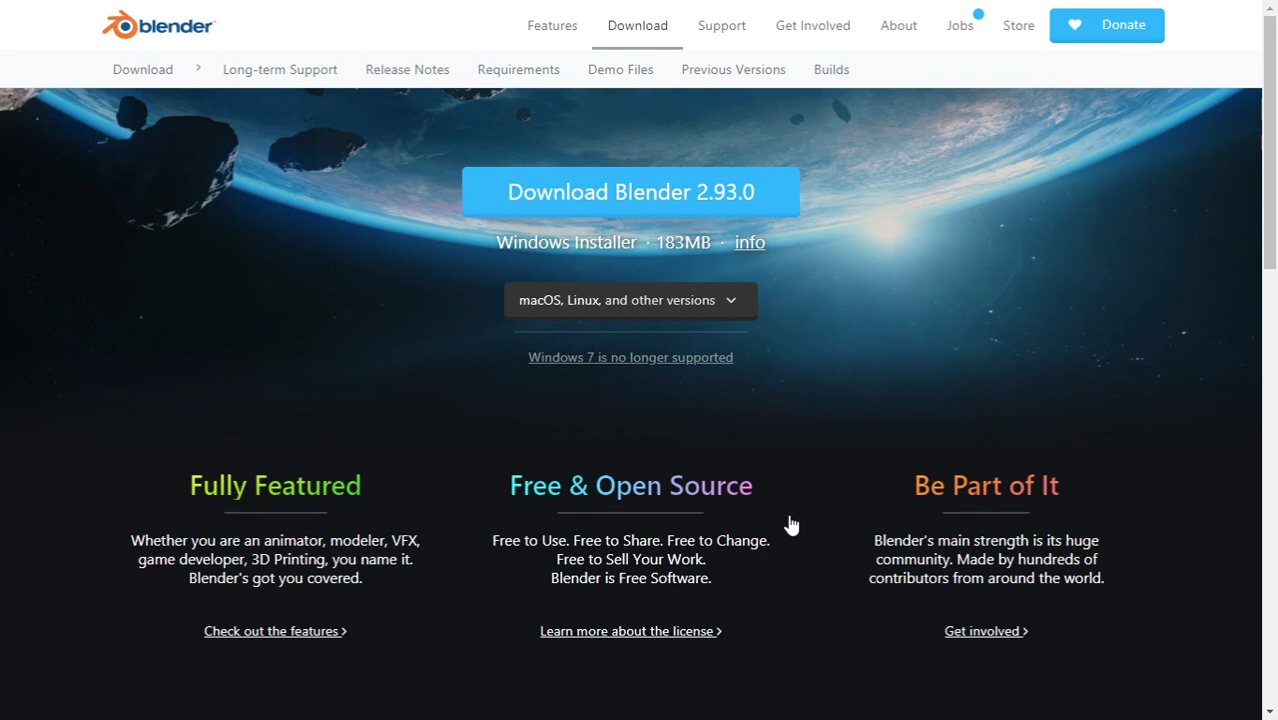 blender
Features Download Support Get Involved About Jobs Store Donate
Download Long-term Support Release Notes Requirements Demo Files Previous Versions Builds
Download Blender 2.93.0
Windows Installer · 183MB · info
macOS, Linux, and other versions
Windows 7 is no longer supported
Fully Featured
Whether you are an animator, modeler, VFX,
game developer, 3D Printing, you name it.
Blender's got you covered.
Check out the features
Free & Open Source
Free to Use. Free to Share. Free to Change.
Free to Sell Your Work.
Blender is Free Software.
Learn more about the license
Be Part of It
Blender's main strength is its huge
community. Made by hundreds of
contributors from around the world.
Get involved